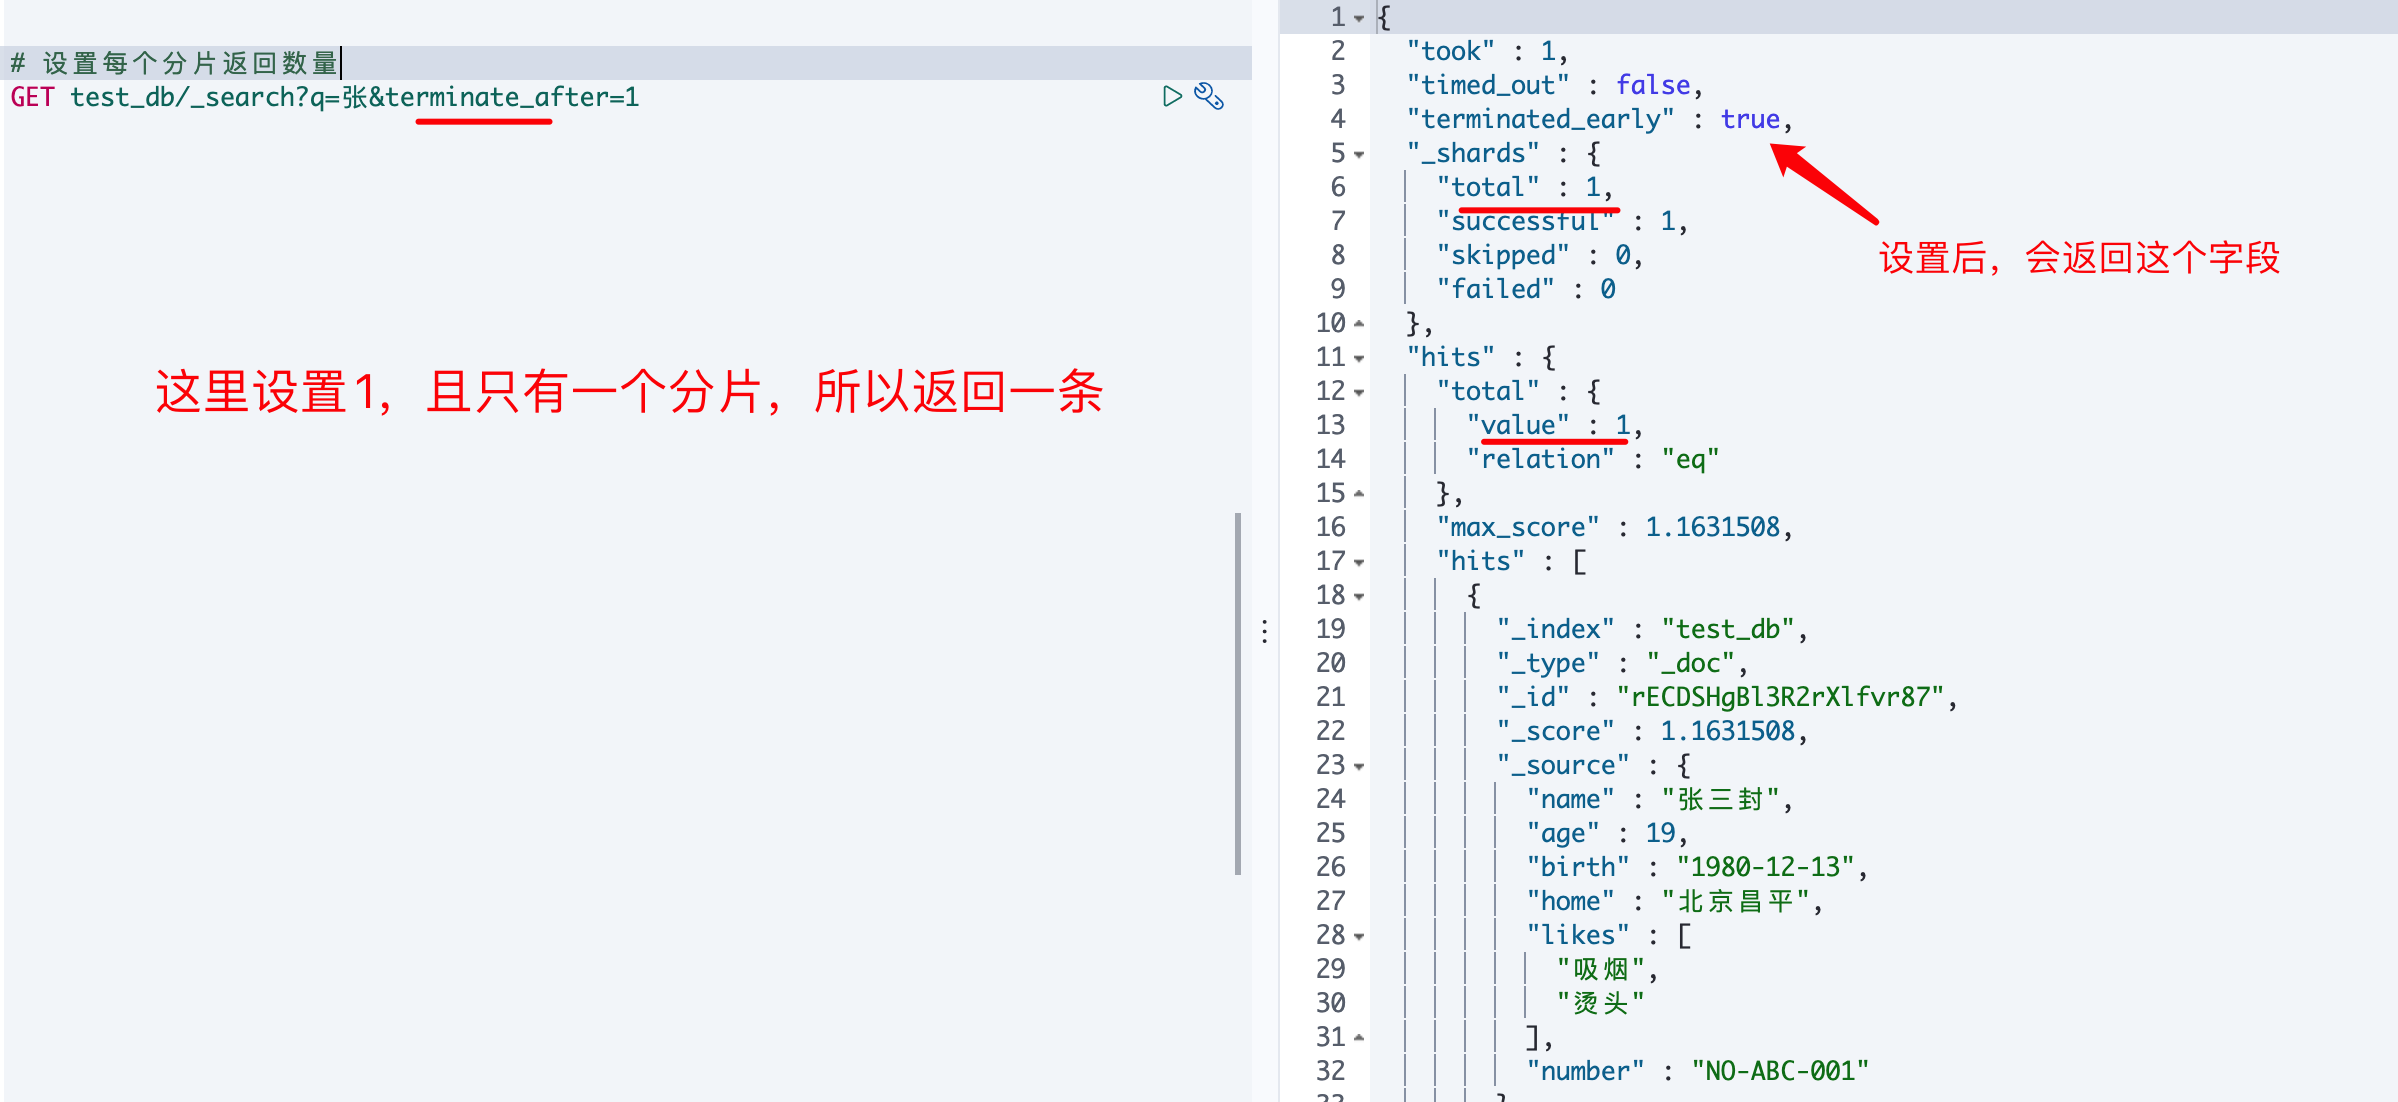 # 设置每个分片返回数量
GET test_db/_search?q=张&terminate_after=1
这里设置1，且只有一个分片，所以返回一条
1 {
2 "took" : 1,
3 "timed_out" : false,
4 "terminated_early" : true,
5 "_shards" : {
6 "total" : 1,
7 "successful" : 1,
8 "skipped" : 0,
9 "failed" : 0
10 },
11 "hits" : {
12 "total" : {
13 "value" : 1,
14 "relation" : "eq"
15 },
16 "max_score" : 1.1631508,
17 "hits" : [
18 {
19 "_index" : "test_db",
20 "_type" : "_doc",
21 "_id" : "rECDSHgBl3R2rXlfvr87",
22 "_score" : 1.1631508,
23 "_source" : {
24 "name" : "张三封",
25 "age" : 19,
26 "birth" : "1980-12-13",
27 "home" : "北京昌平",
28 "likes" : [
29 "吸烟",
30 "烫头"
31 ],
32 "number" : "NO-ABC-001"
33 }
设置后，会返回这个字段